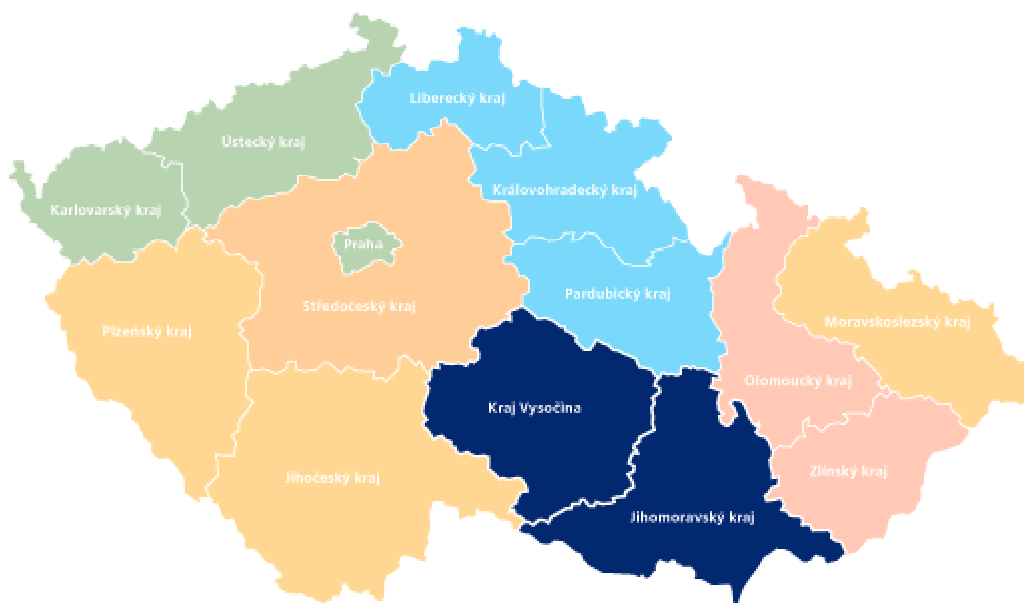 Liberecký kraj
Ústecký kraj
Královohradecký kraj
Karlovarský kraj
Praha
Pardubický kraj
Středočeský kraj
Moravskoslezský kraj
Plzeňský kraj
Olomoucký kraj
Kraj Vysočina
Zlínský kraj
Jihočeský kraj
Jihomoravský kraj